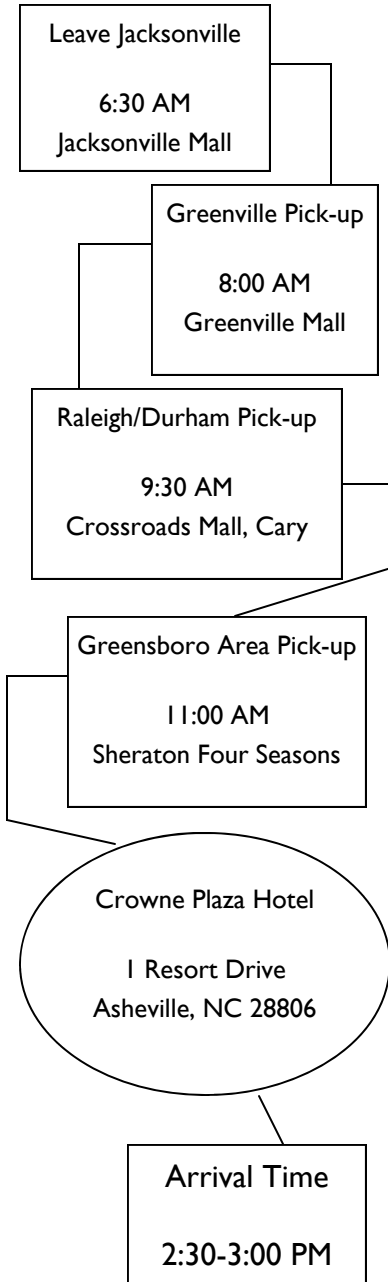 Leave Jacksonville
6:30 AM
Jacksonville Mall
Greenville Pick-up
8:00 AM
Greenville Mall
Raleigh/Durham Pick-up
9:30 AM
Crossroads Mall, Cary
Greensboro Area Pick-up
11:00 AM
Sheraton Four Seasons
Crowne Plaza Hotel
1 Resort Drive
Asheville, NC 28806
Arrival Time
2:30-3:00 PM